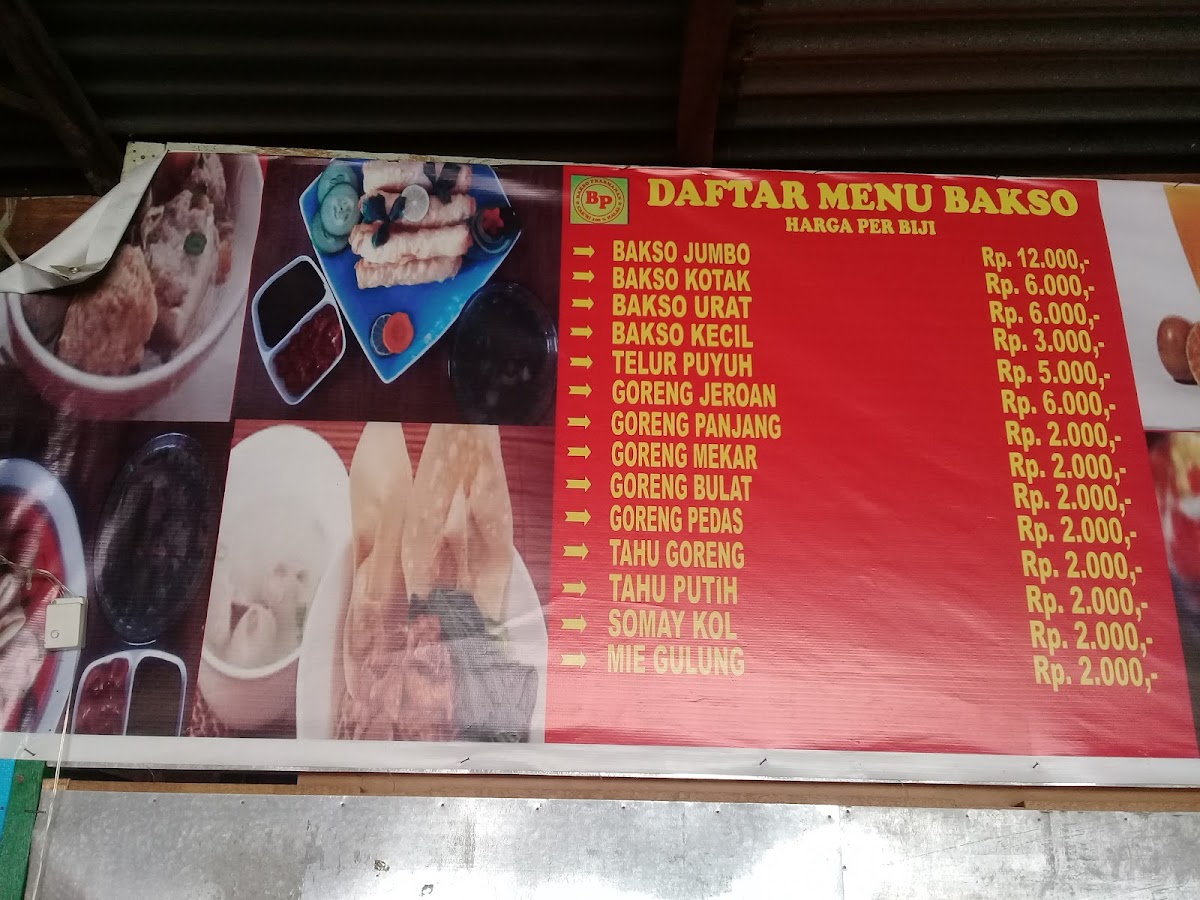 BP
DAFTAR MENU BAKSO
HARGA PER BIJI
BAKSO JUMBO Rp. 12.000,-
BAKSO KOTAK Rp. 6.000,-
BAKSO URAT Rp. 6.000,-
BAKSO KECIL Rp. 3.000,-
TELUR PUYUH Rp. 5.000,-
GORENG JEROAN Rp. 6.000,-
GORENG PANJANG Rp. 2.000,-
GORENG MEKAR Rp. 2.000,-
GORENG BULAT Rp. 2.000,-
GORENG PEDAS Rp. 2.000,-
TAHU GORENG Rp. 2.000,-
TAHU PUTIH Rp. 2.000,-
SOMAY KOL Rp. 2.000,-
MIE GULUNG Rp. 2.000,-